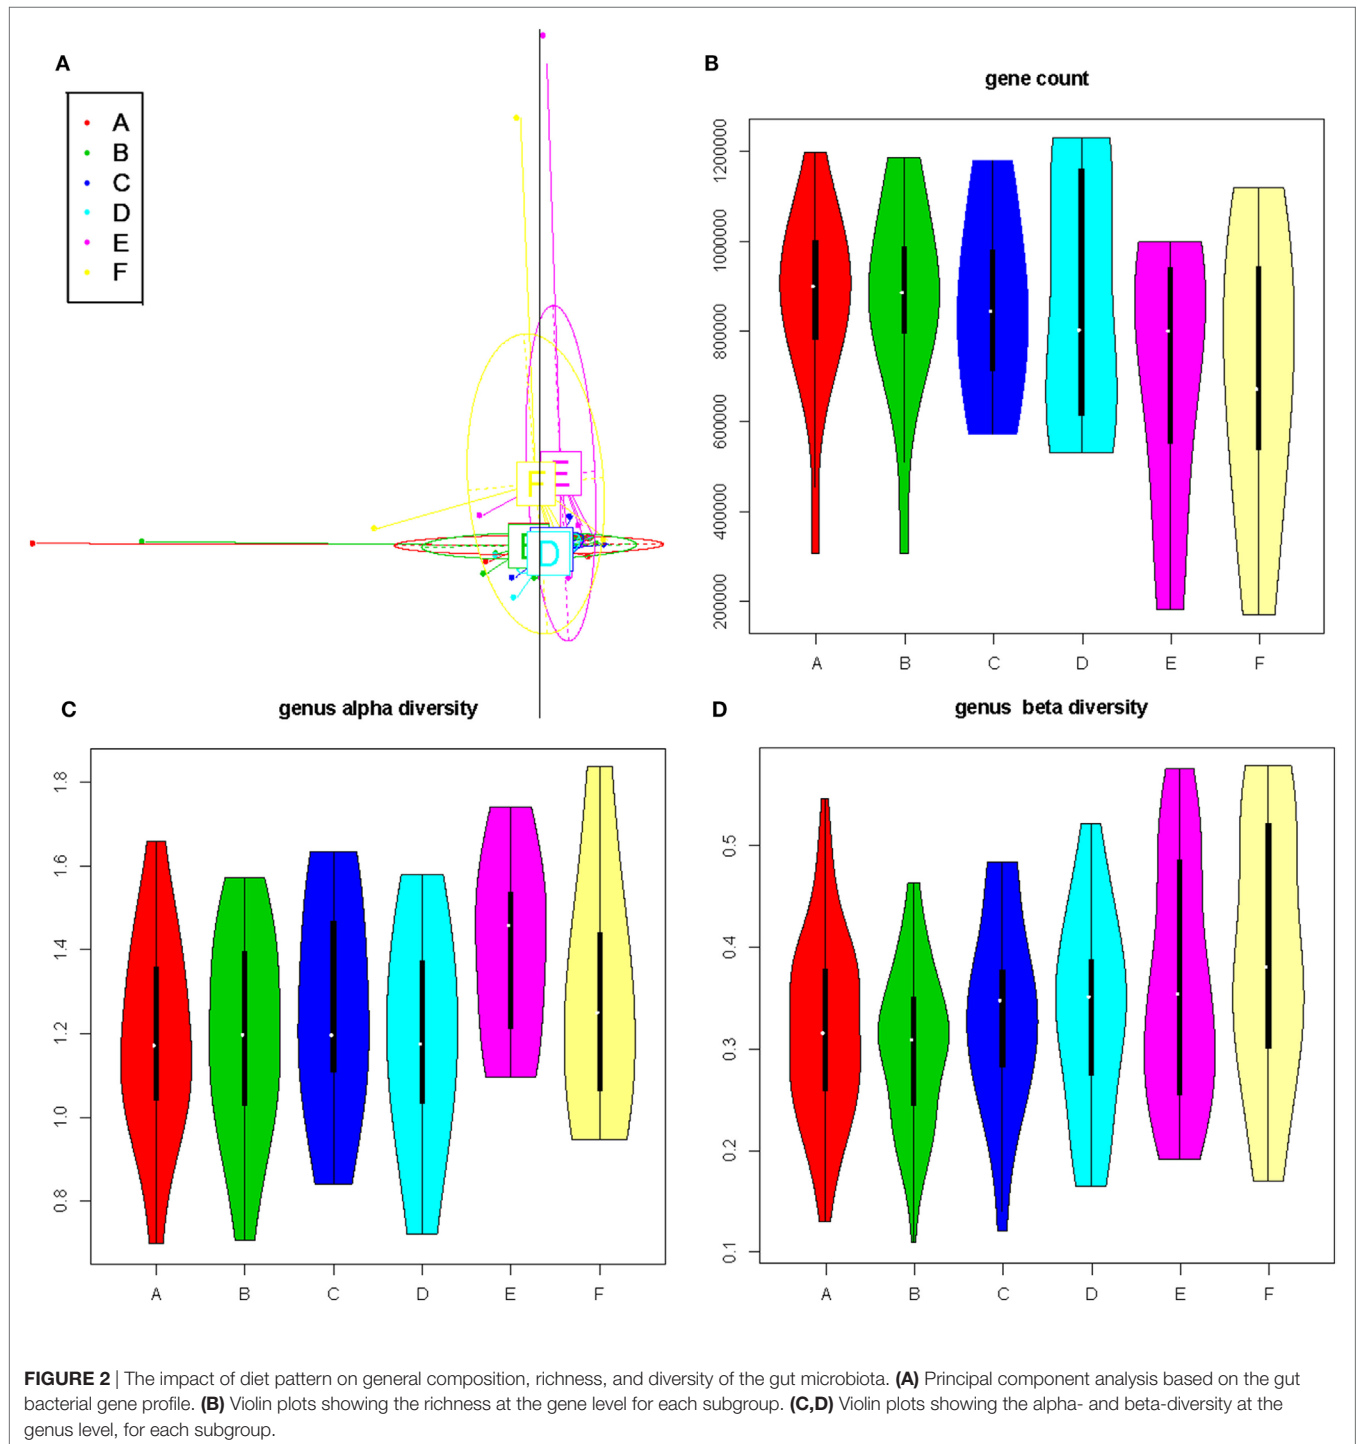 A
A
B
C
D
E
F
E
F
D
B
gene count
1200000
1000000
800000
600000
400000
200000
A B C D E F
C
genus alpha diversity
1.8
1.6
1.4
1.2
1.0
0.8
A B C D E F
D
genus beta diversity
0.5
0.4
0.3
0.2
0.1
A B C D E F
FIGURE 2 | The impact of diet pattern on general composition, richness, and diversity of the gut microbiota. (A) Principal component analysis based on the gut
bacterial gene profile. (B) Violin plots showing the richness at the gene level for each subgroup. (C,D) Violin plots showing the alpha- and beta-diversity at the
genus level, for each subgroup.